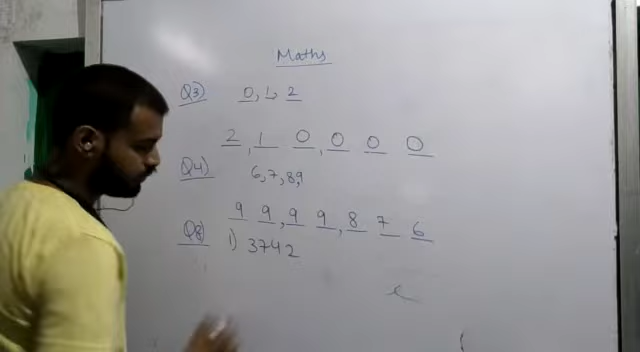 Maths
Q3) 0, 1, 2
2, 1 0 0, 0 0
Q4) 6,7,8,9
9 9, 9 9, 8 7 6
Q8) 1) 3742